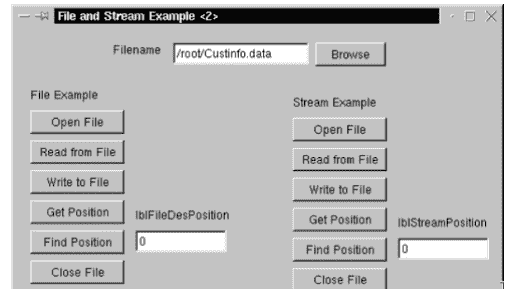 File and Stream Example <2>
Filename /root/Custinfo.data Browse
File Example
Open File
Read from File
Write to File
Get Position lblFileDesPosition
Find Position 0
Close File
Stream Example
Open File
Read from File
Write to File
Get Position lblStreamPosition
Find Position 0
Close File